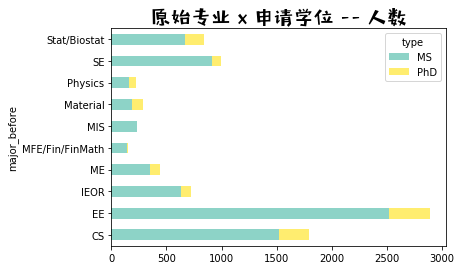 原始专业 x 申请学位 -- 人数
type
MS
PhD
major_before
Stat/Biostat
SE
Physics
Material
MIS
MFE/Fin/FinMath
ME
IEOR
EE
CS
0 500 1000 1500 2000 2500 3000